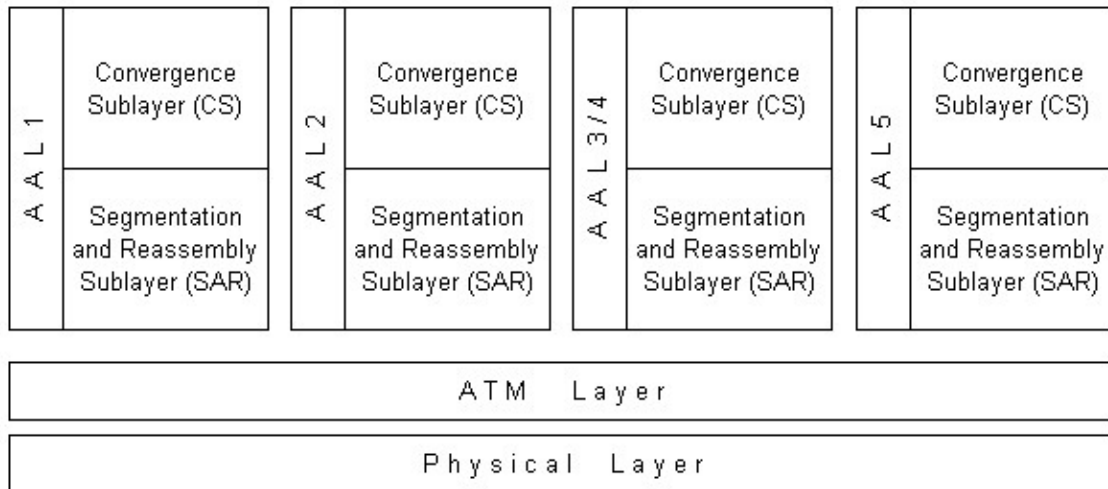 AAL1
Convergence
Sublayer (CS)
Segmentation
and Reassembly
Sublayer (SAR)
AAL2
Convergence
Sublayer (CS)
Segmentation
and Reassembly
Sublayer (SAR)
AAL3/4
Convergence
Sublayer (CS)
Segmentation
and Reassembly
Sublayer (SAR)
AAL5
Convergence
Sublayer (CS)
Segmentation
and Reassembly
Sublayer (SAR)
ATM Layer
Physical Layer